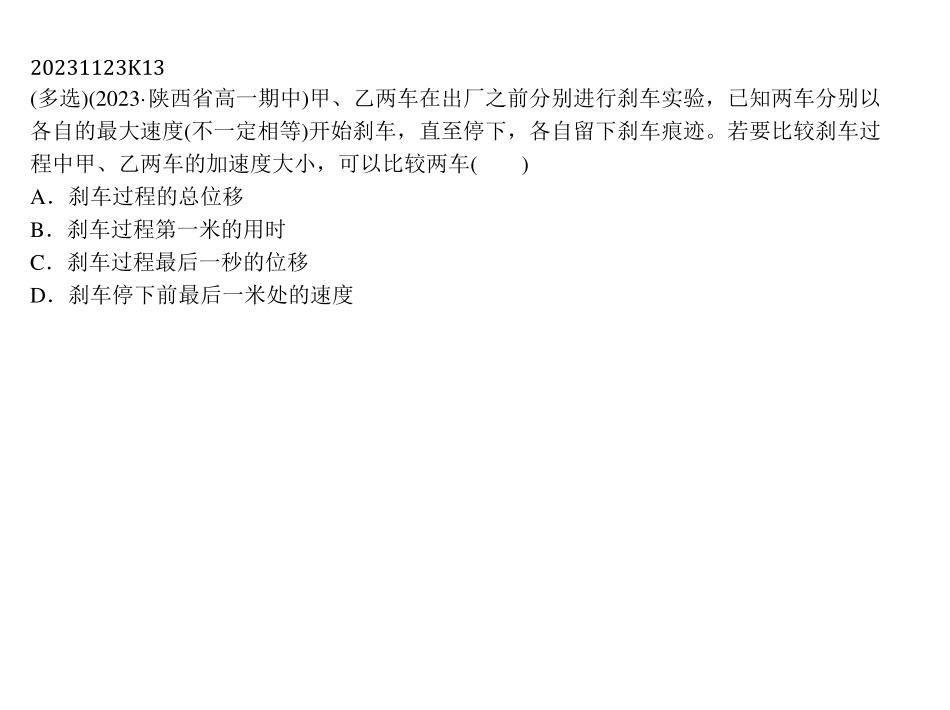 20231123K13
(多选)(2023·陕西省高一期中)甲、乙两车在出厂之前分别进行刹车实验，已知两车分别以
各自的最大速度(不一定相等)开始刹车，直至停下，各自留下刹车痕迹。若要比较刹车过
程中甲、乙两车的加速度大小，可以比较两车(　　)
A．刹车过程的总位移
B．刹车过程第一米的用时
C．刹车过程最后一秒的位移
D．刹车停下前最后一米处的速度